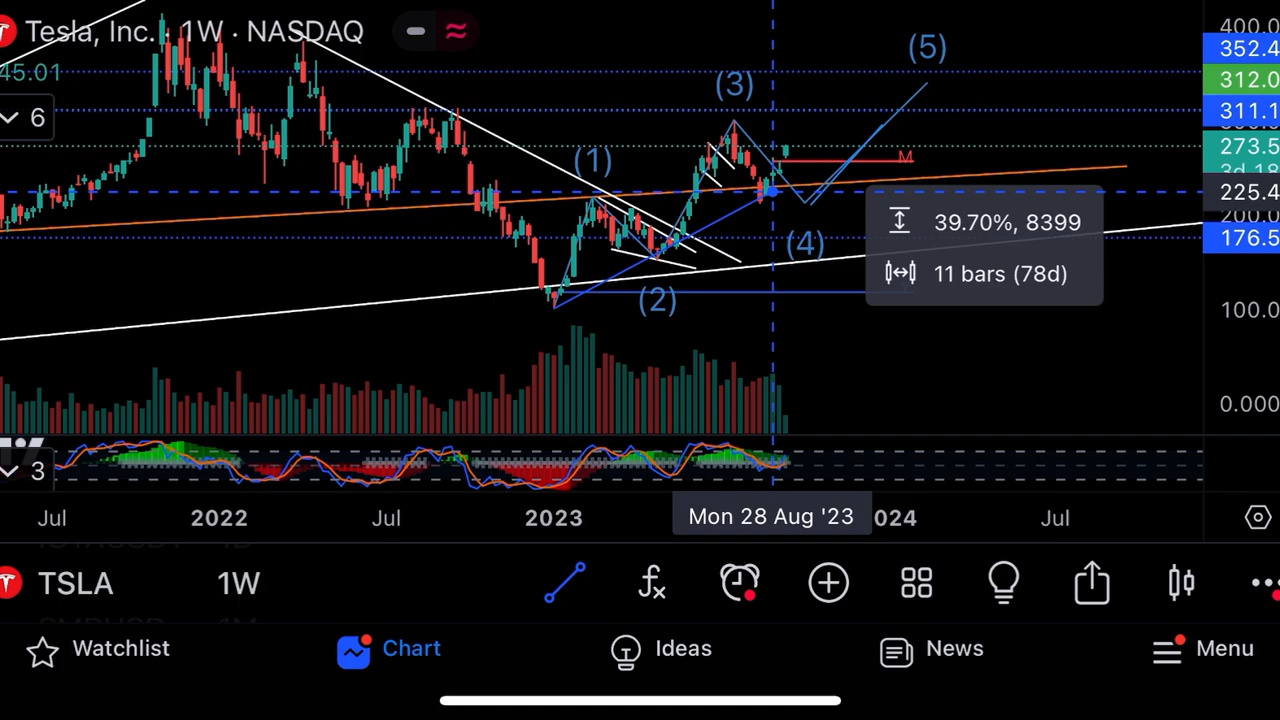 Tesla, Inc. · 1W · NASDAQ
45.01
6
(1)
(2)
(3)
(4)
(5)
M
400.0
352.4
312.0
311.1
273.5
225.4
200.0
176.5
100.0
0.000
39.70%, 8399
11 bars (78d)
3
Jul
2022
Jul
2023
Mon 28 Aug '23
024
Jul
TSLA
1W
Watchlist
Chart
Ideas
News
Menu